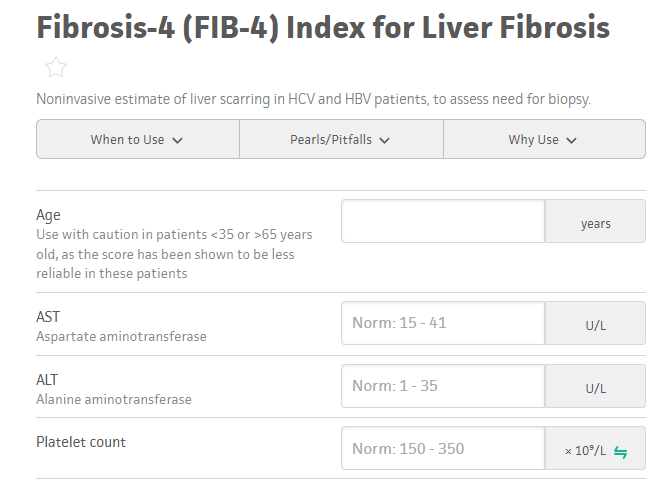 Fibrosis-4 (FIB-4) Index for Liver Fibrosis
Noninvasive estimate of liver scarring in HCV and HBV patients, to assess need for biopsy.
When to Use Pearls/Pitfalls Why Use
Age
Use with caution in patients <35 or >65 years
old, as the score has been shown to be less
reliable in these patients
years
AST
Aspartate aminotransferase
Norm: 15 - 41 U/L
ALT
Alanine aminotransferase
Norm: 1 - 35 U/L
Platelet count Norm: 150 - 350 × 10⁹/L